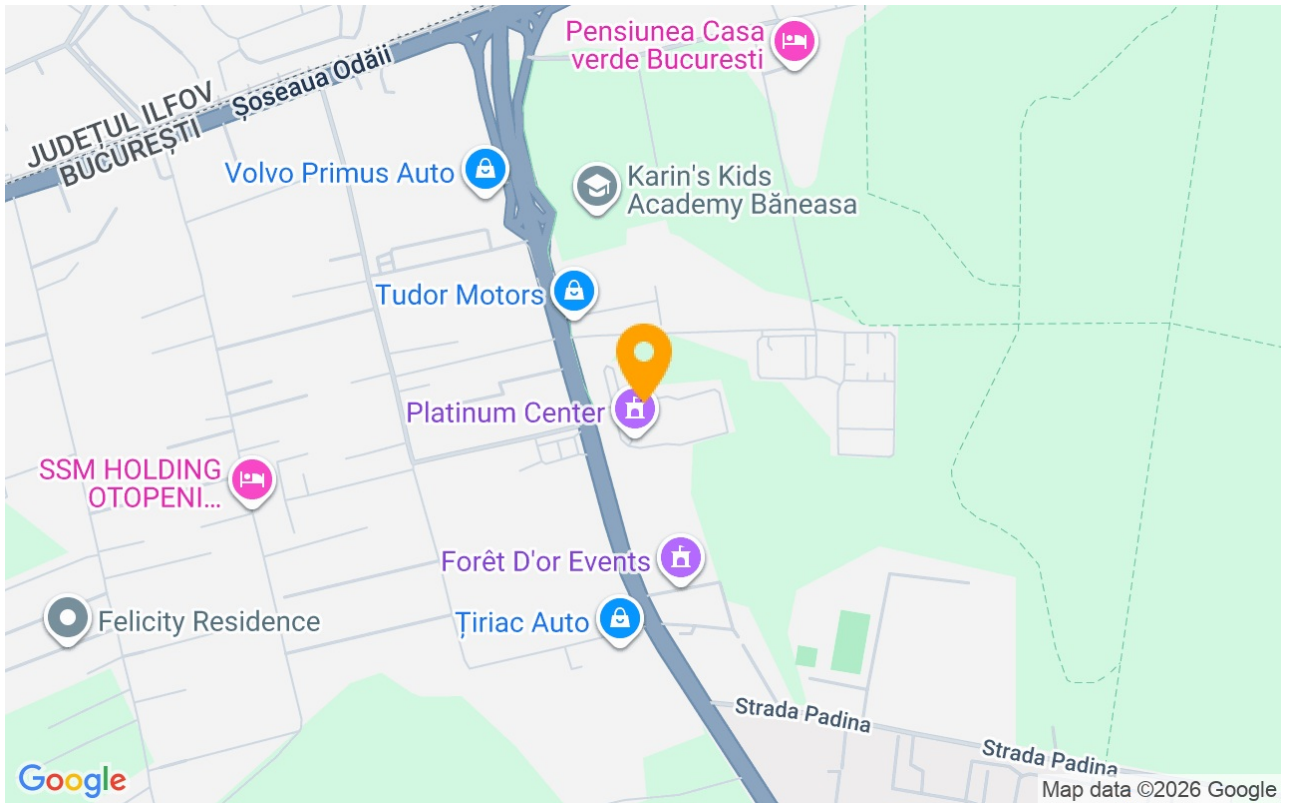 Pensiunea Casa
verde Bucuresti
Șoseaua Odăii
JUDEȚUL ILFOV
BUCUREȘTI
Volvo Primus Auto
Karin's Kids
Academy Băneasa
Tudor Motors
Platinum Center
SSM HOLDING
OTOPENI...
Forêt D'or Events
Țiriac Auto
Felicity Residence
Strada Padina
Strada Padina
Google
Map data ©2026 Google